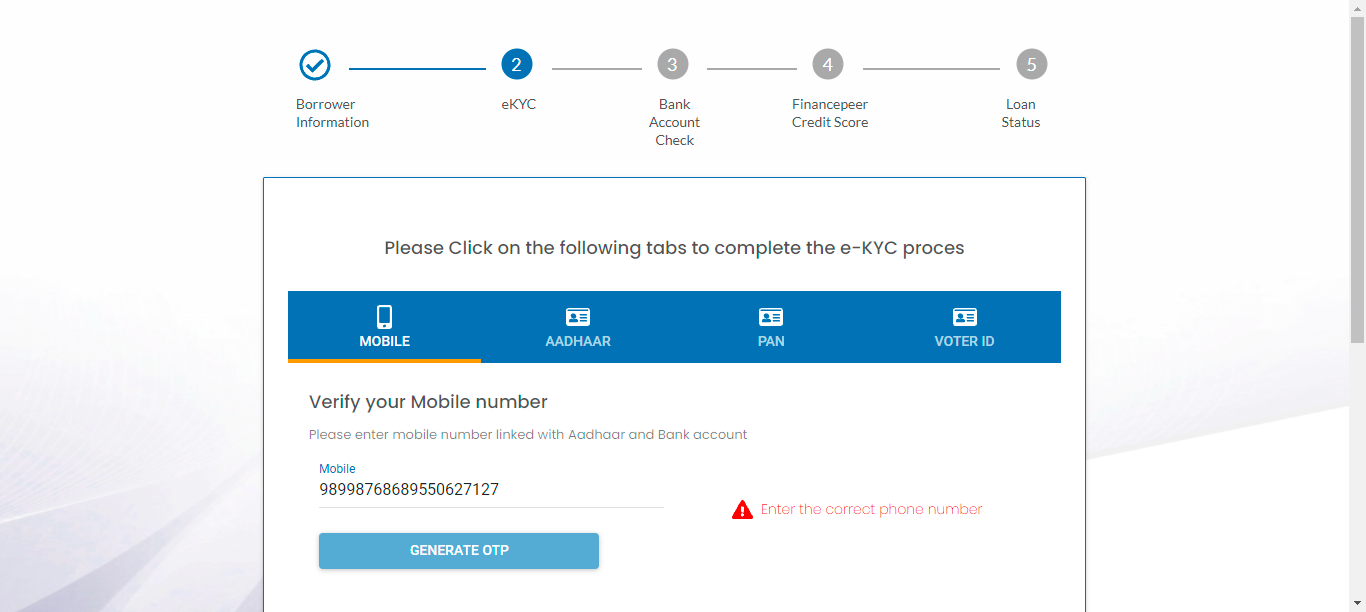 2
3
4
5
Borrower
Information
eKYC
Bank
Account
Check
Financepeer
Credit Score
Loan
Status
Please Click on the following tabs to complete the e-KYC proces
MOBILE
AADHAAR
PAN
VOTER ID
Verify your Mobile number
Please enter mobile number linked with Aadhaar and Bank account
Mobile
98998768689550627127
Enter the correct phone number
GENERATE OTP